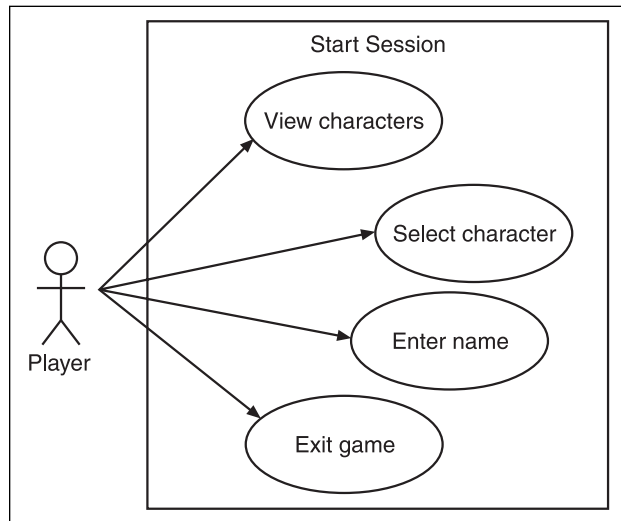 Start Session
View characters
Select character
Enter name
Player
Exit game